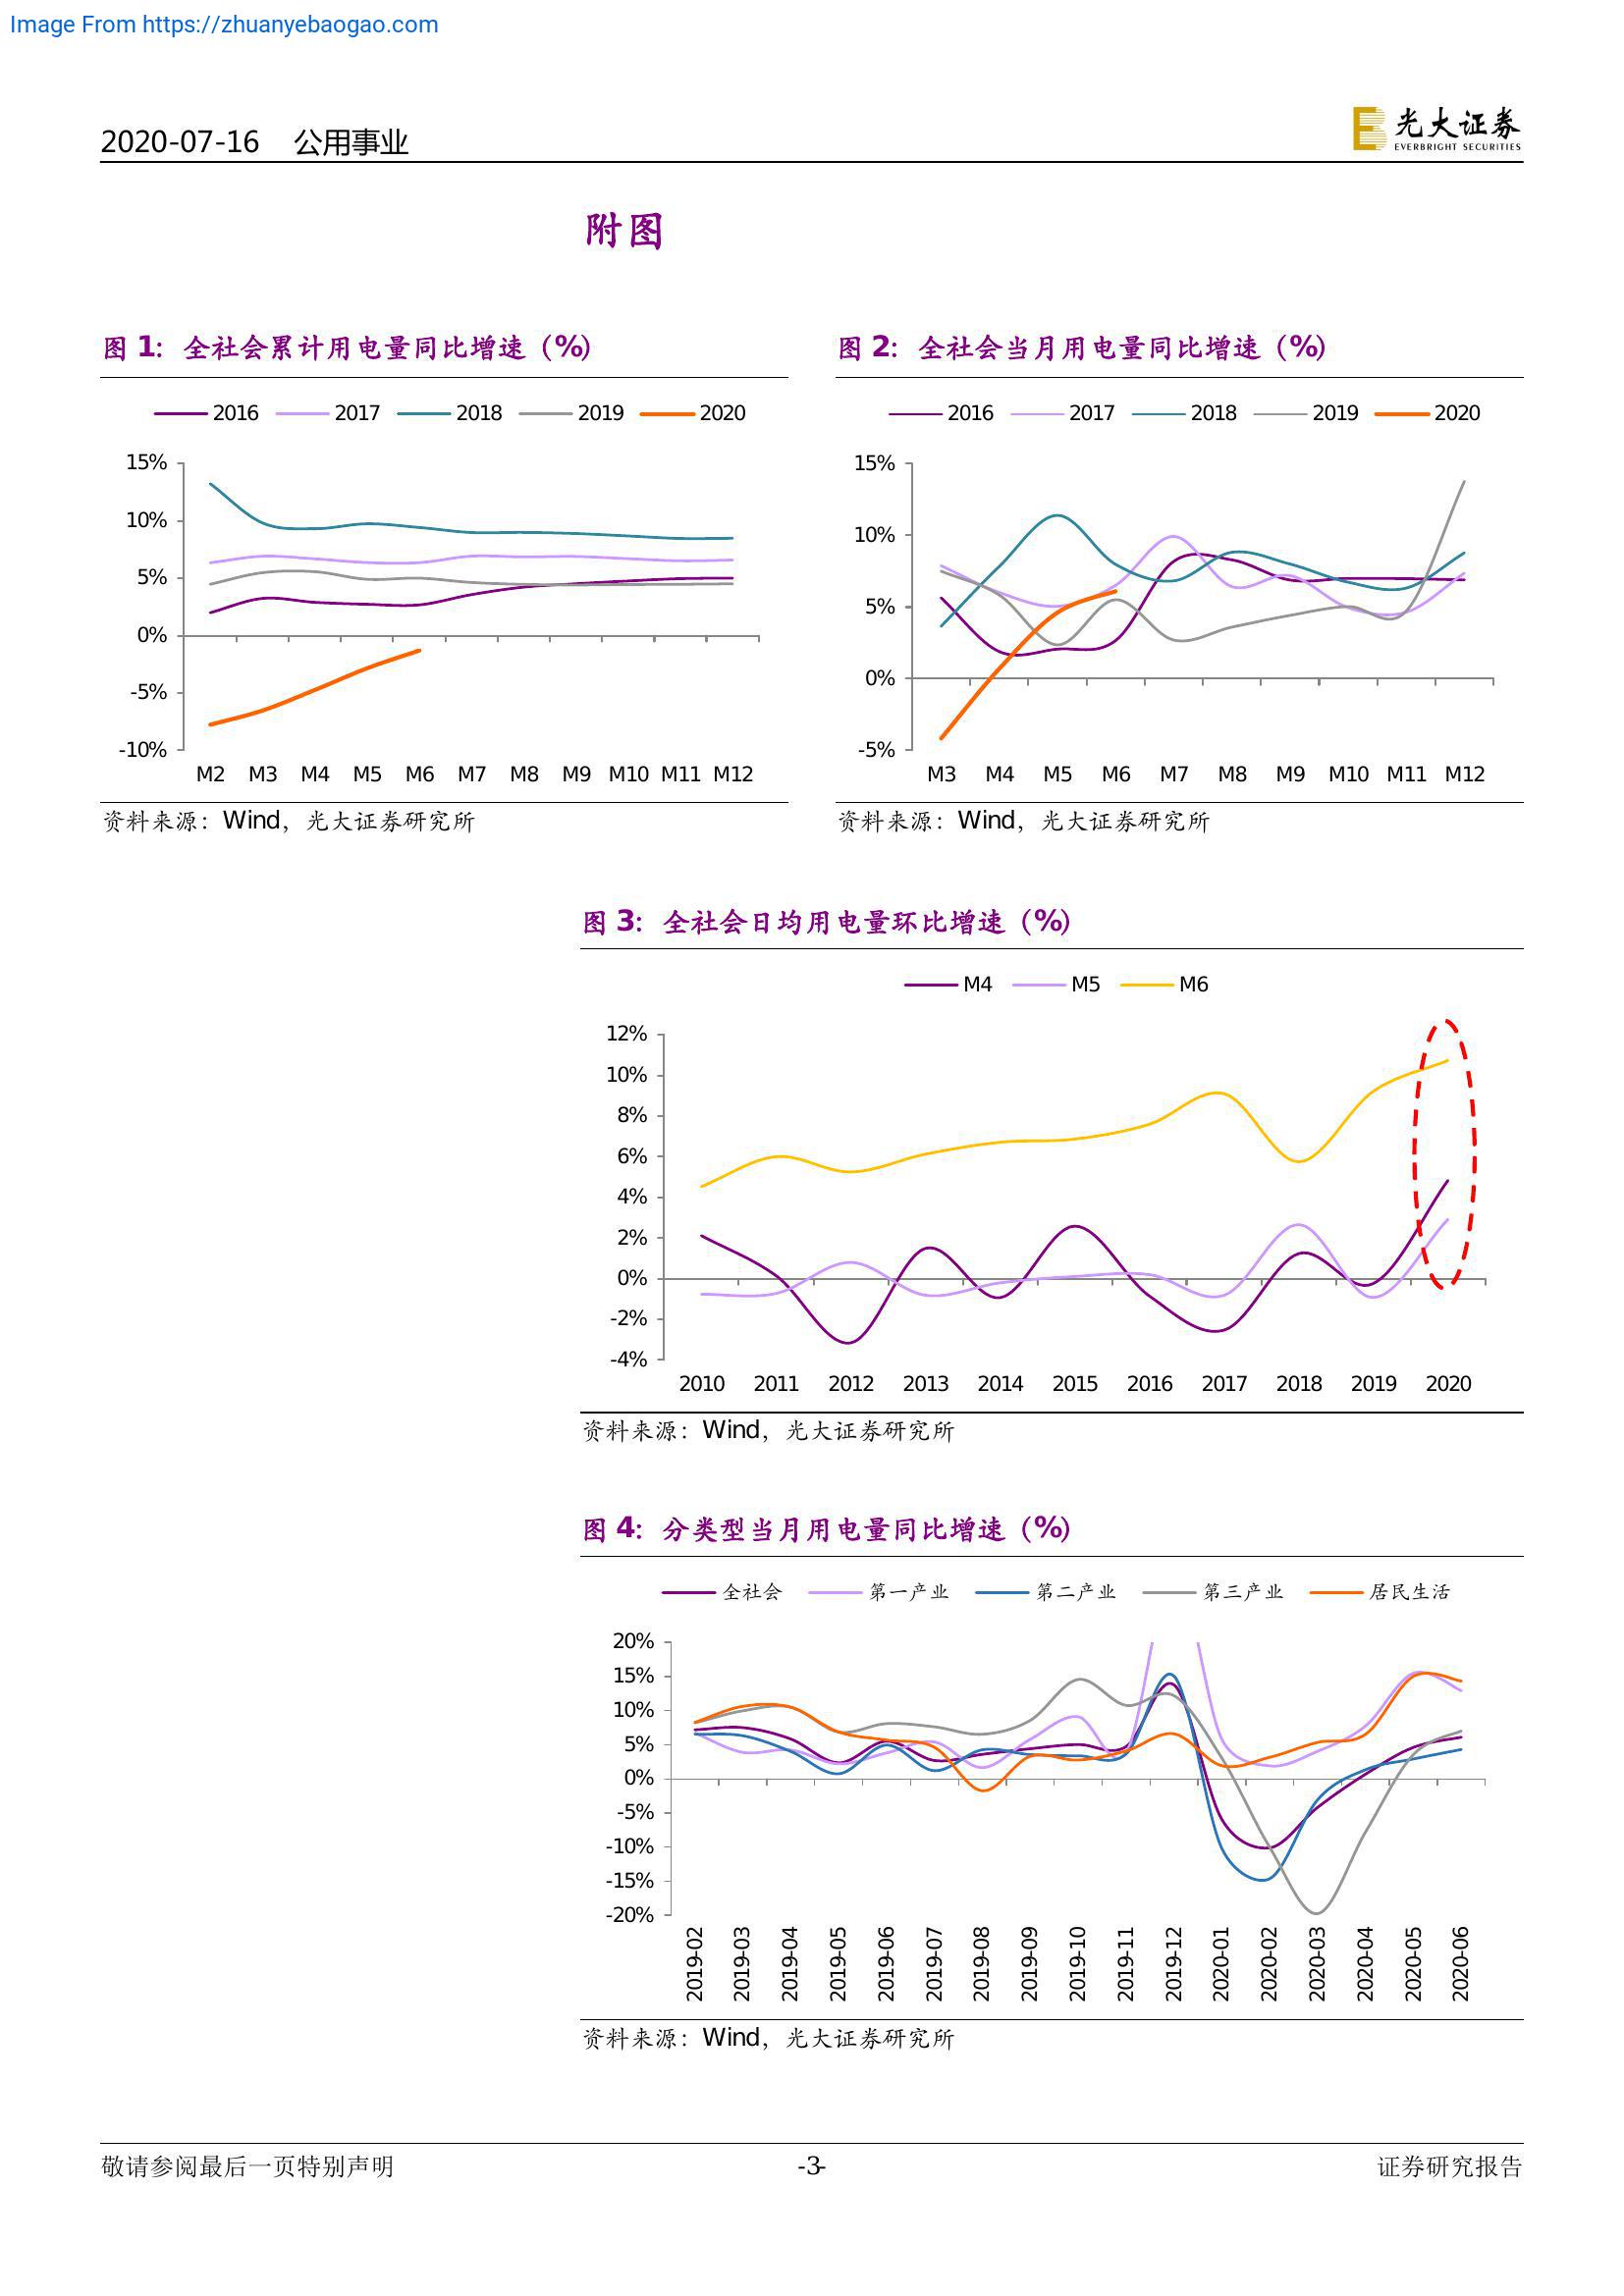 Image From https://zhuanyebaogao.com
2020-07-16 公用事业
光大证券
EVERBRIGHT SECURITIES
附图
图 1：全社会累计用电量同比增速（%）
2016 2017 2018 2019 2020
15%
10%
5%
0%
-5%
-10%
M2 M3 M4 M5 M6 M7 M8 M9 M10 M11 M12
资料来源：Wind，光大证券研究所
图 2：全社会当月用电量同比增速（%）
2016 2017 2018 2019 2020
15%
10%
5%
0%
-5%
M3 M4 M5 M6 M7 M8 M9 M10 M11 M12
资料来源：Wind，光大证券研究所
图 3：全社会日均用电量环比增速（%）
M4 M5 M6
12%
10%
8%
6%
4%
2%
0%
-2%
-4%
2010 2011 2012 2013 2014 2015 2016 2017 2018 2019 2020
资料来源：Wind，光大证券研究所
图 4：分类型当月用电量同比增速（%）
全社会 第一产业 第二产业 第三产业 居民生活
20%
15%
10%
5%
0%
-5%
-10%
-15%
-20%
2019-02 2019-03 2019-04 2019-05 2019-06 2019-07 2019-08 2019-09 2019-10 2019-11 2019-12 2020-01 2020-02 2020-03 2020-04 2020-05 2020-06
资料来源：Wind，光大证券研究所
敬请参阅最后一页特别声明 -3- 证券研究报告